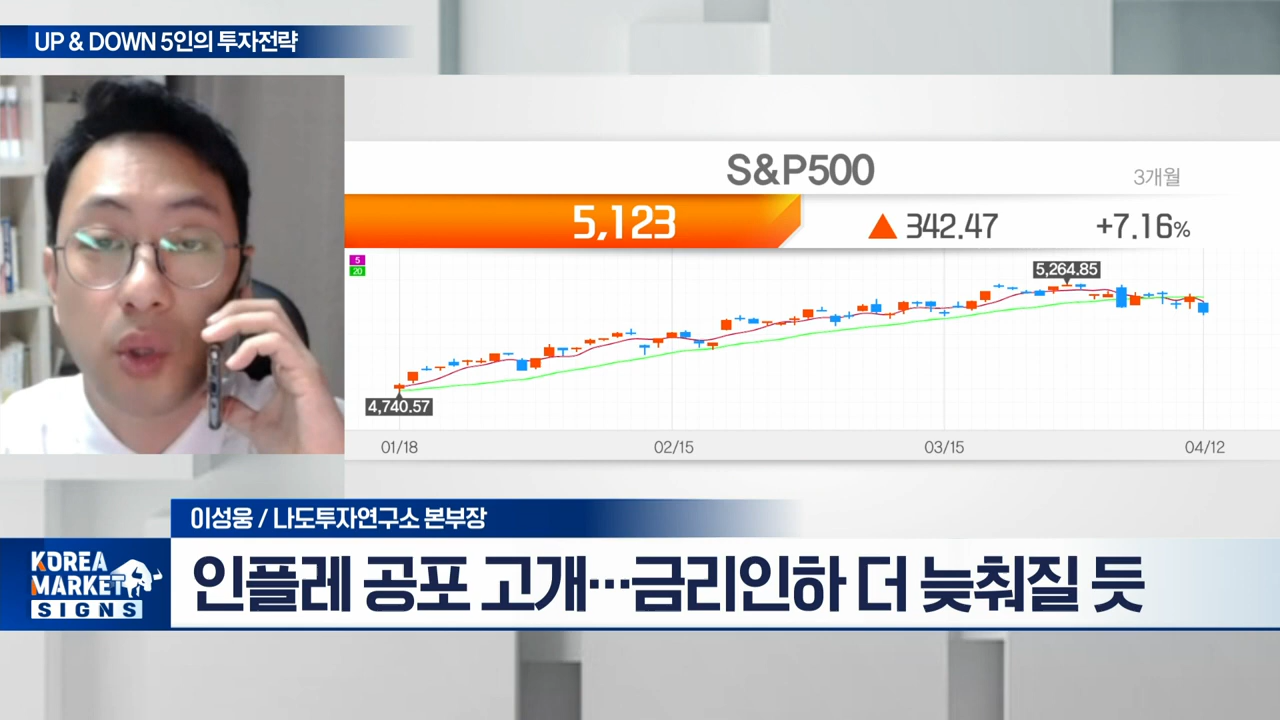 UP & DOWN 5인의 투자전략
S&P500
3개월
5,123 ▲ 342.47 +7.16%
5
20
5,264.85
4,740.57
01/18 02/15 03/15 04/12
이성웅 / 나도투자연구소 본부장
KOREA
MARKET
SIGNS
인플레 공포 고개…금리인하 더 늦춰질 듯